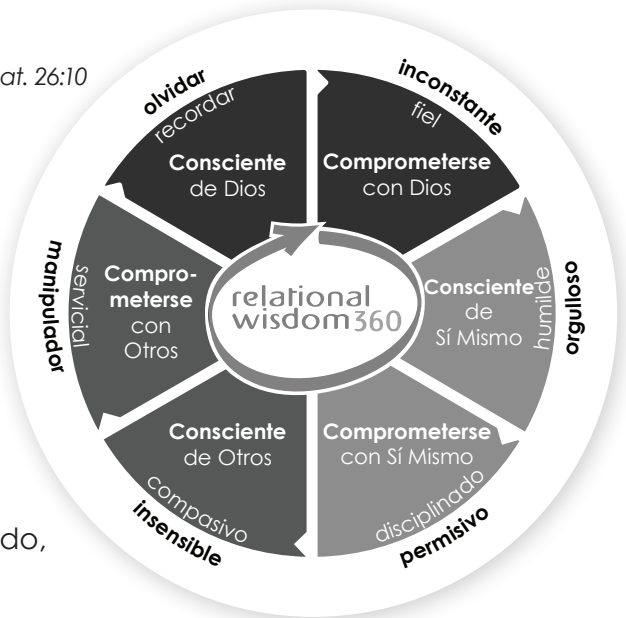 at. 26:10
olvidar
recordar
Consciente
de Dios
inconstante
fiel
Comprometerse
con Dios
orgulloso
humilde
Consciente
de
Sí Mismo
Comprometerse
con Sí Mismo
disciplinado
permisivo
Consciente
de Otros
compasivo
insensible
manipulador
servicial
Compro-
meterse
con
Otros
relational
wisdom360
do,